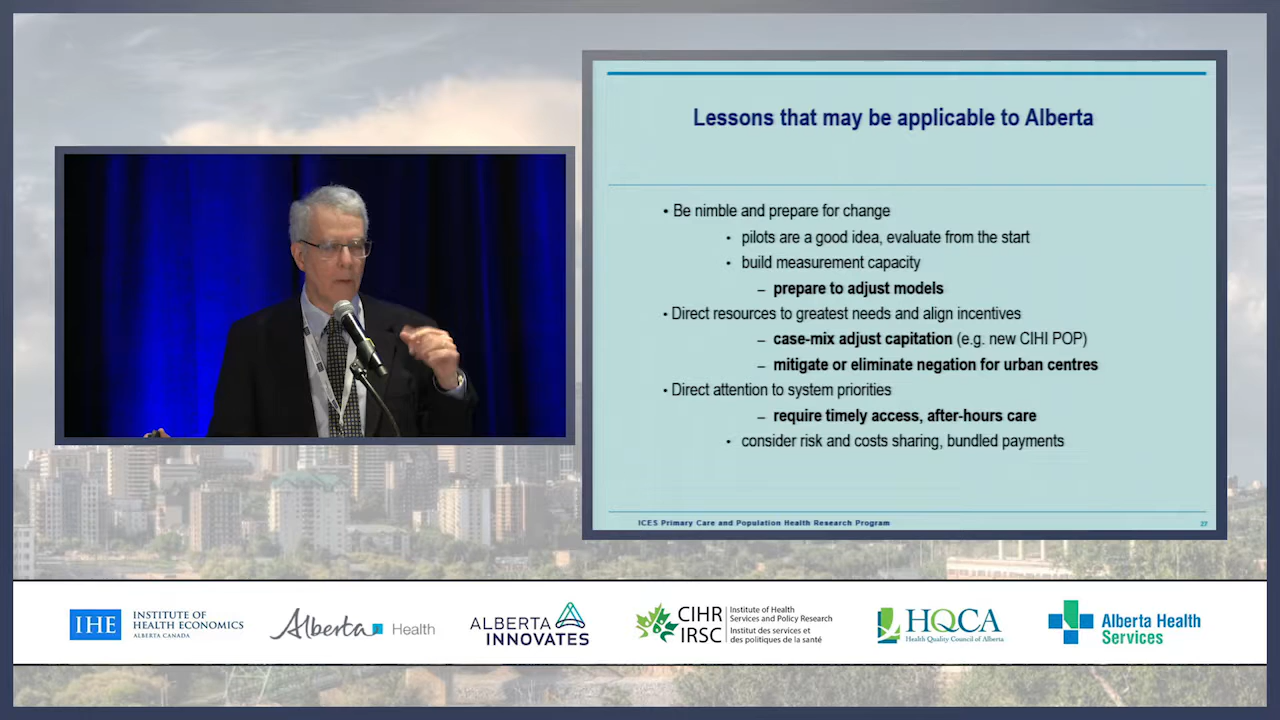 Lessons that may be applicable to Alberta
• Be nimble and prepare for change
• pilots are a good idea, evaluate from the start
• build measurement capacity
– prepare to adjust models
• Direct resources to greatest needs and align incentives
– case-mix adjust capitation (e.g. new CIHI POP)
– mitigate or eliminate negation for urban centres
• Direct attention to system priorities
– require timely access, after-hours care
• consider risk and costs sharing, bundled payments
ICES Primary Care and Population Health Research Program
27
IHE
INSTITUTE OF
HEALTH ECONOMICS
ALBERTA CANADA
Alberta Health
ALBERTA
INNOVATES
CIHR
IRSC
Institute of Health
Services and Policy Research
Institut des services et
des politiques de la santé
HQCA
Health Quality Council of Alberta
Alberta Health
Services